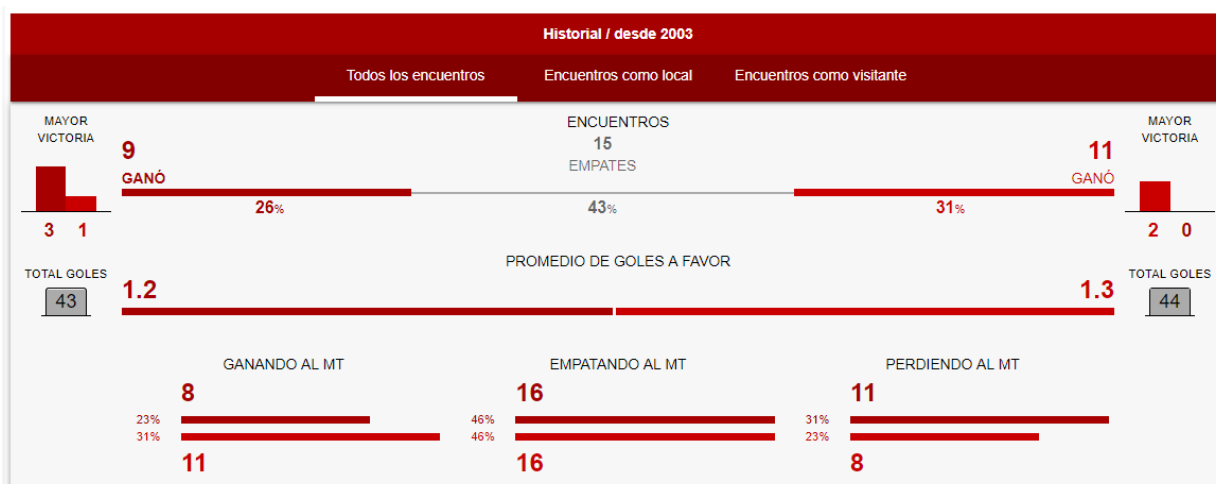 Historial / desde 2003
Todos los encuentros Encuentros como local Encuentros como visitante
MAYOR
VICTORIA
3 1
TOTAL GOLES
43
ENCUENTROS
15
EMPATES
9
GANÓ
11
GANÓ
26% 43% 31%
PROMEDIO DE GOLES A FAVOR
1.2 1.3
MAYOR
VICTORIA
2 0
TOTAL GOLES
44
GANANDO AL MT
8
23%
31%
11
EMPATANDO AL MT
16
46%
46%
16
PERDIENDO AL MT
11
31%
23%
8